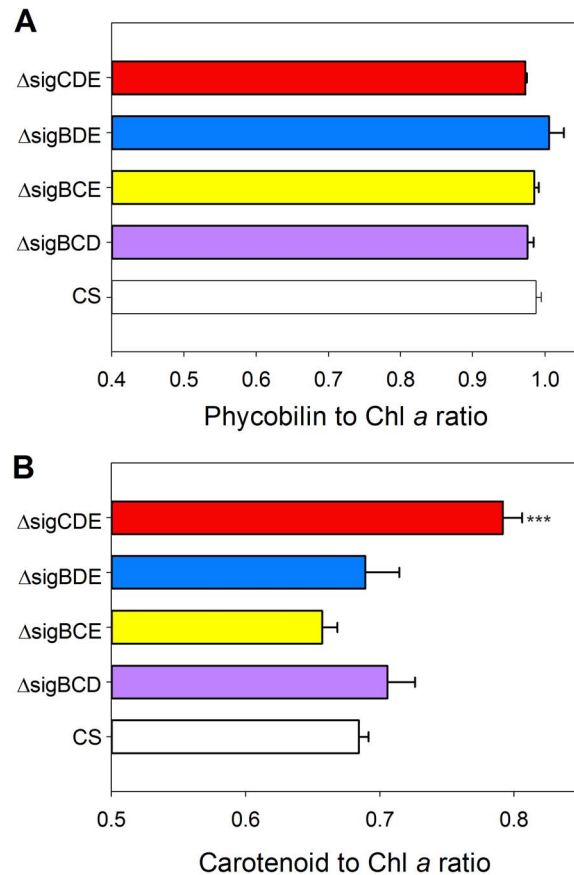 A
ΔsigCDE
ΔsigBDE
ΔsigBCE
ΔsigBCD
CS
0.4 0.5 0.6 0.7 0.8 0.9 1.0
Phycobilin to Chl a ratio
B
ΔsigCDE
***
ΔsigBDE
ΔsigBCE
ΔsigBCD
CS
0.5 0.6 0.7 0.8
Carotenoid to Chl a ratio